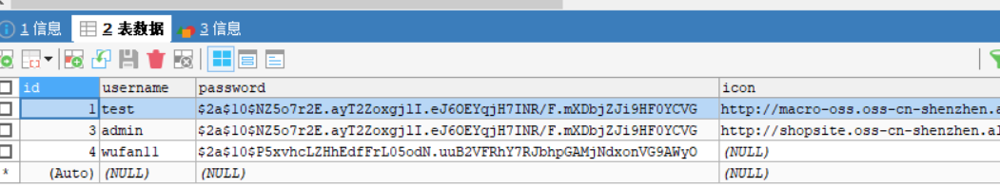 1 信息 2 表数据 3 信息
id username password icon
1 test $2a$10$NZ5o7r2E.ayT2ZoxgjlI.eJ6OEYqjH7INR/F.mXDbjZJi9HF0YCVG http://macro-oss.oss-cn-shenzhen.a
3 admin $2a$10$NZ5o7r2E.ayT2ZoxgjlI.eJ6OEYqjH7INR/F.mXDbjZJi9HF0YCVG http://shopsite.oss-cn-shenzhen.al
4 wufan11 $2a$10$P5xvhcLZHhEdfFrL05odN.uuB2VFRhY7RJbhpGAMjNdxonVG9AWyO (NULL)
* (Auto) (NULL) (NULL) (NULL)